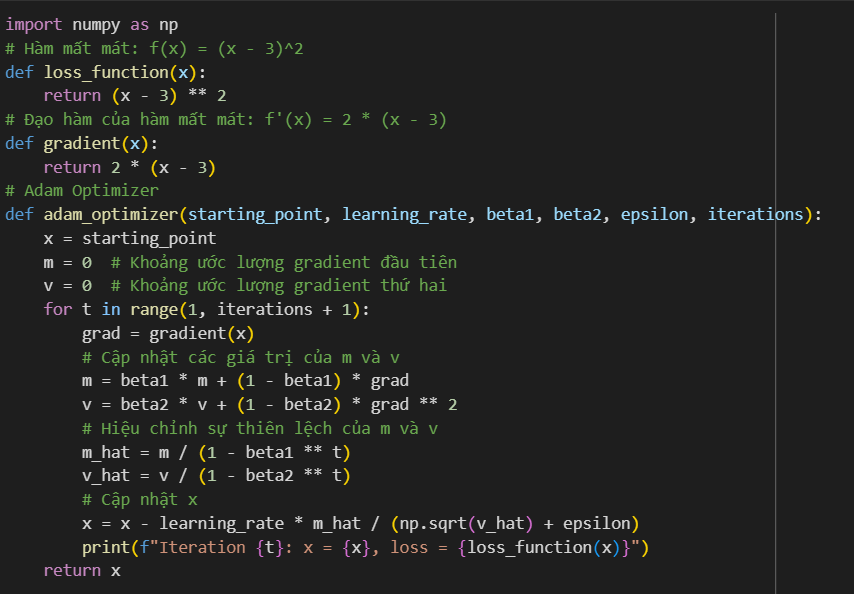 import numpy as np
# Hàm mất mát: f(x) = (x - 3)^2
def loss_function(x):
    return (x - 3) ** 2
# Đạo hàm của hàm mất mát: f'(x) = 2 * (x - 3)
def gradient(x):
    return 2 * (x - 3)
# Adam Optimizer
def adam_optimizer(starting_point, learning_rate, beta1, beta2, epsilon, iterations):
    x = starting_point
    m = 0  # Khoảng ước lượng gradient đầu tiên
    v = 0  # Khoảng ước lượng gradient thứ hai
    for t in range(1, iterations + 1):
        grad = gradient(x)
        # Cập nhật các giá trị của m và v
        m = beta1 * m + (1 - beta1) * grad
        v = beta2 * v + (1 - beta2) * grad ** 2
        # Hiệu chỉnh sự thiên lệch của m và v
        m_hat = m / (1 - beta1 ** t)
        v_hat = v / (1 - beta2 ** t)
        # Cập nhật x
        x = x - learning_rate * m_hat / (np.sqrt(v_hat) + epsilon)
        print(f"Iteration {t}: x = {x}, loss = {loss_function(x)}")
    return x